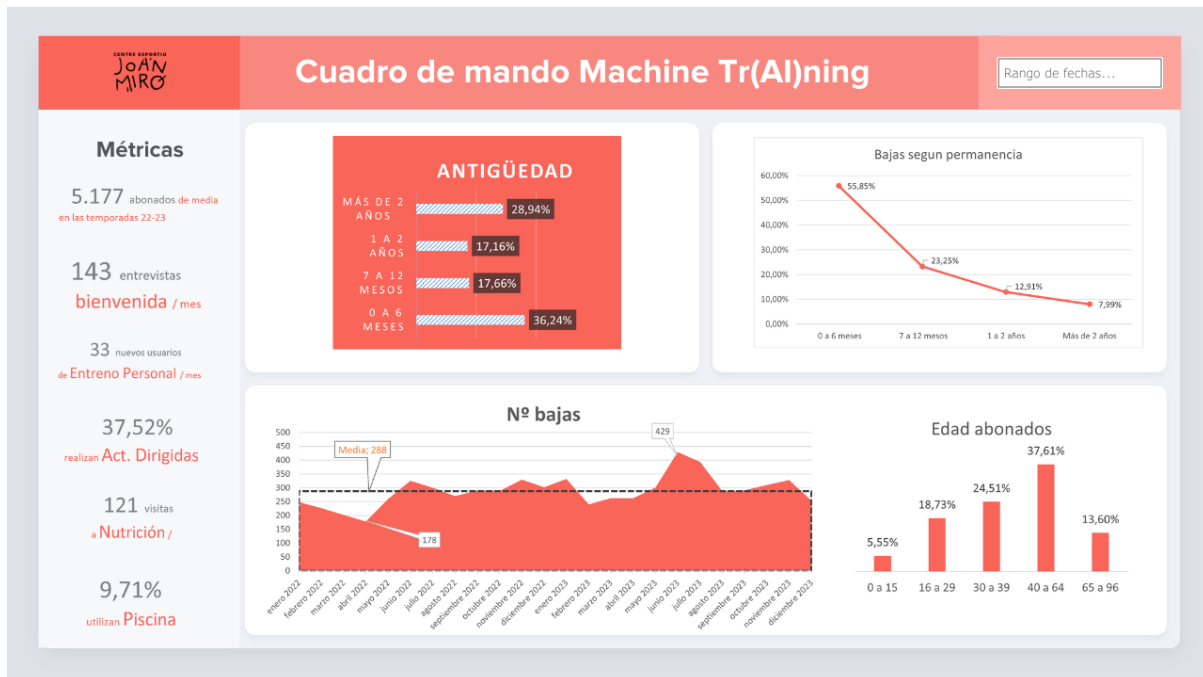 CENTRE ESPORTIU
JOAN
MIRÓ
Cuadro de mando Machine Tr(AI)ning
Rango de fechas...
Métricas
5.177 abonados de media
en las temporadas 22-23
143 entrevistas
bienvenida / mes
33 nuevos usuarios
de Entreno Personal / mes
37,52%
realizan Act. Dirigidas
121 visitas
a Nutrición /
9,71%
utilizan Piscina
ANTIGÜEDAD
MÁS DE 2
AÑOS
28,94%
1 A 2
AÑOS
17,16%
7 A 12
MESOS
17,66%
0 A 6
MESES
36,24%
Bajas segun permanencia
60,00%
50,00%
40,00%
30,00%
20,00%
10,00%
0,00%
55,85%
23,25%
12,91%
7,99%
0 a 6 meses
7 a 12 mesos
1 a 2 años
Más de 2 años
Nº bajas
500
450
400
350
300
250
200
150
100
50
0
Media; 288
429
178
enero 2022
febrero 2022
marzo 2022
abril 2022
mayo 2022
junio 2022
julio 2022
agosto 2022
septiembre 2022
octubre 2022
noviembre 2022
diciembre 2022
enero 2023
febrero 2023
marzo 2023
abril 2023
mayo 2023
junio 2023
julio 2023
agosto 2023
septiembre 2023
octubre 2023
noviembre 2023
diciembre 2023
Edad abonados
5,55%
18,73%
24,51%
37,61%
13,60%
0 a 15
16 a 29
30 a 39
40 a 64
65 a 96